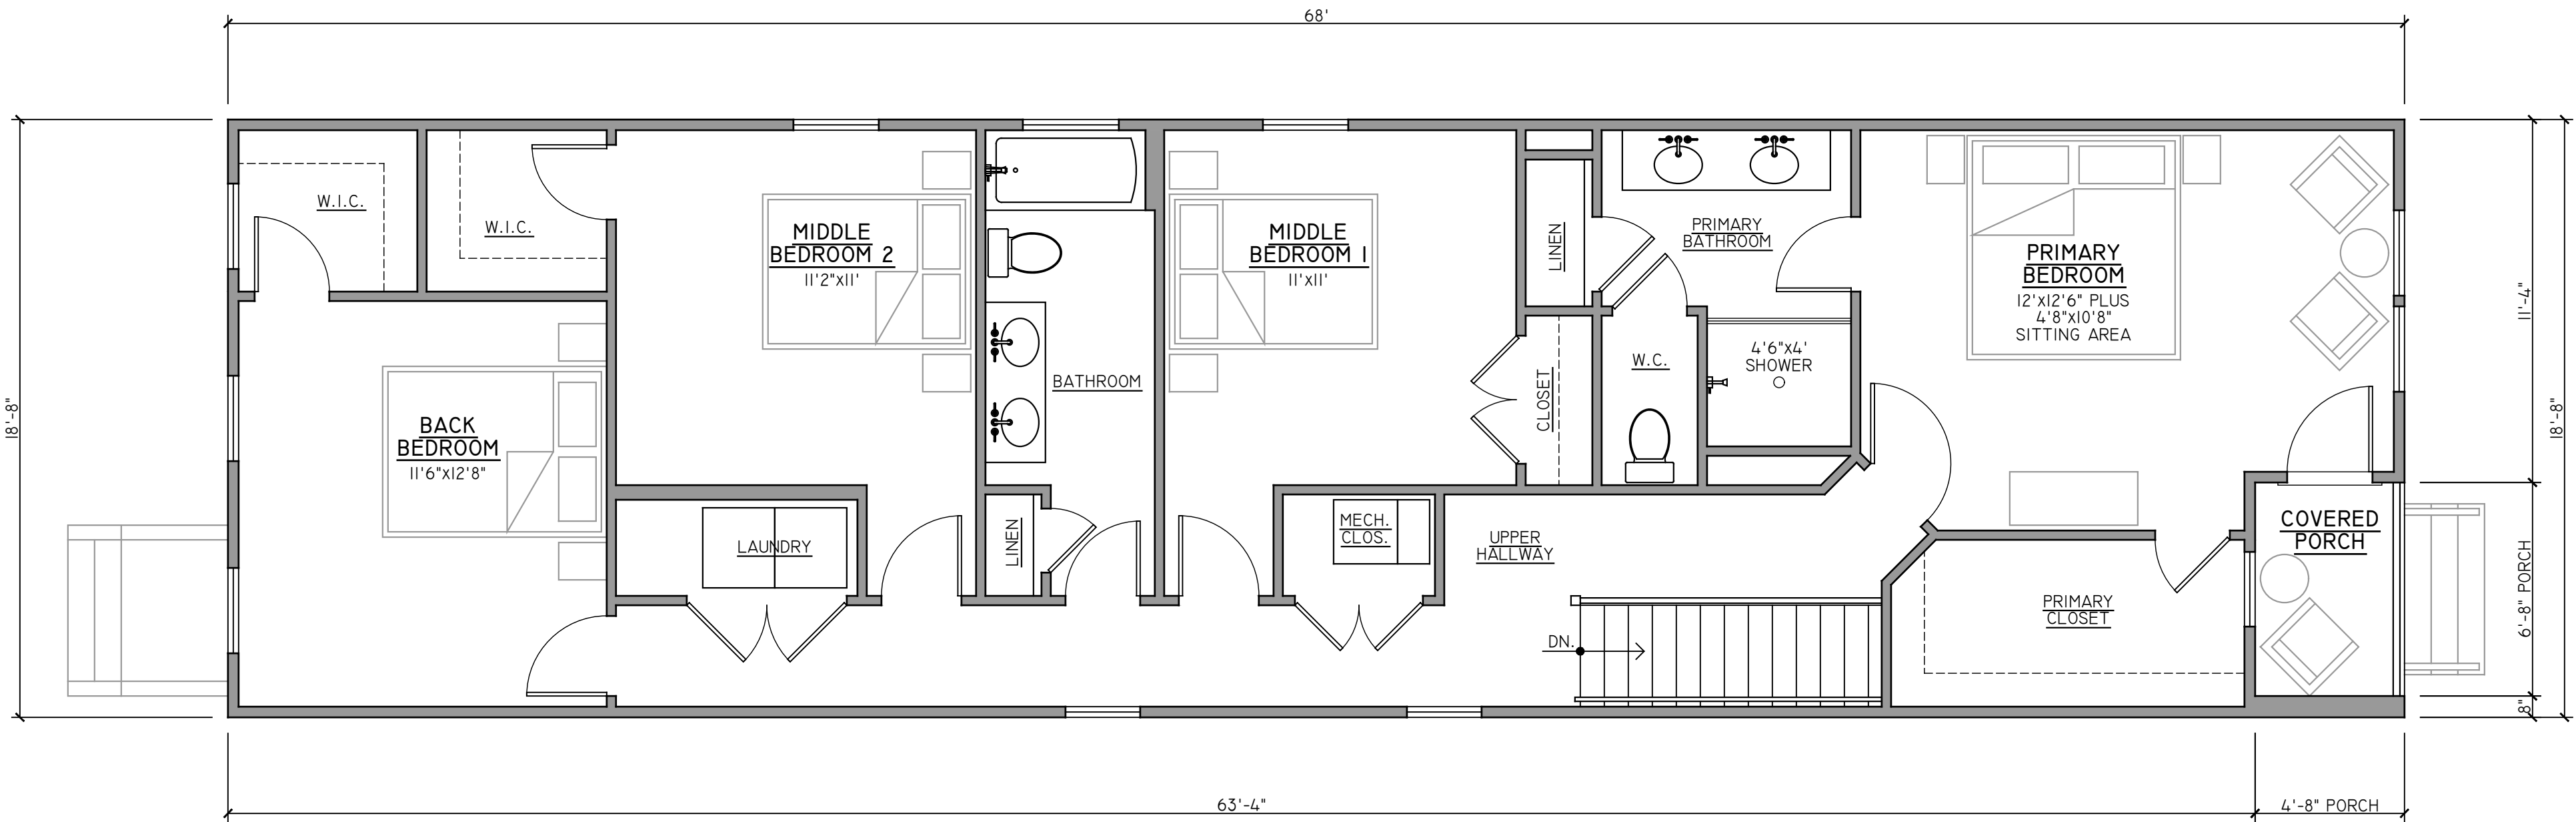 68'
18'-8"
W.I.C.
W.I.C.
MIDDLE
BEDROOM 2
11'2"x11'
MIDDLE
BEDROOM 1
11'x11'
LINEN
PRIMARY
BATHROOM
PRIMARY
BEDROOM
12'x12'6" PLUS
4'8"x10'8"
SITTING AREA
11'-4"
18'-8"
BACK
BEDROOM
11'6"x12'8"
BATHROOM
CLOSET
W.C.
4'6"x4'
SHOWER
LAUNDRY
LINEN
MECH.
CLOS.
UPPER
HALLWAY
COVERED
PORCH
6'-8" PORCH
DN.
PRIMARY
CLOSET
8"
63'-4"
4'-8" PORCH